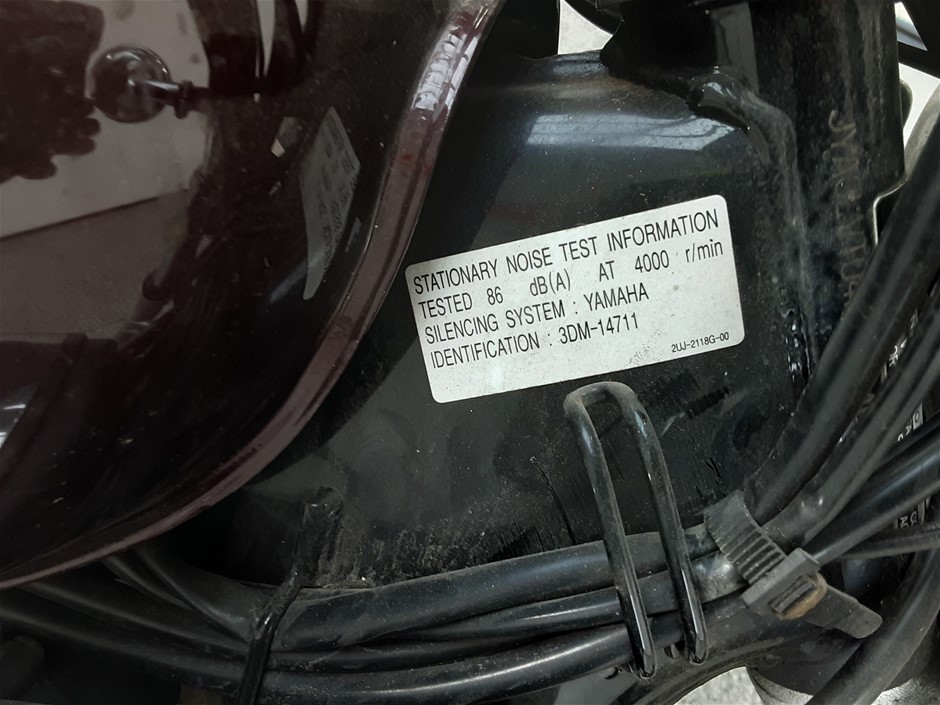 STATIONARY NOISE TEST INFORMATION
TESTED 86 dB(A) AT 4000 r/min
SILENCING SYSTEM : YAMAHA
IDENTIFICATION : 3DM-14711
2UJ-2118G-00